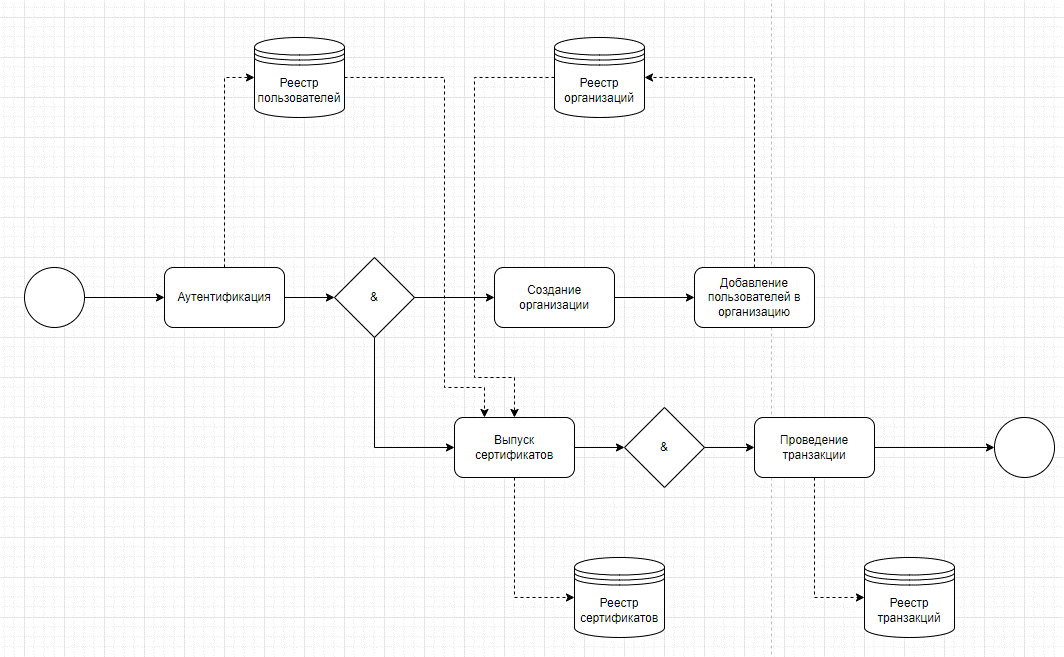 Реестр
пользователей
Реестр
организаций
Аутентификация
&
Создание
организации
Добавление
пользователей в
организацию
Выпуск
сертификатов
&
Проведение
транзакции
Реестр
сертификатов
Реестр
транзакций